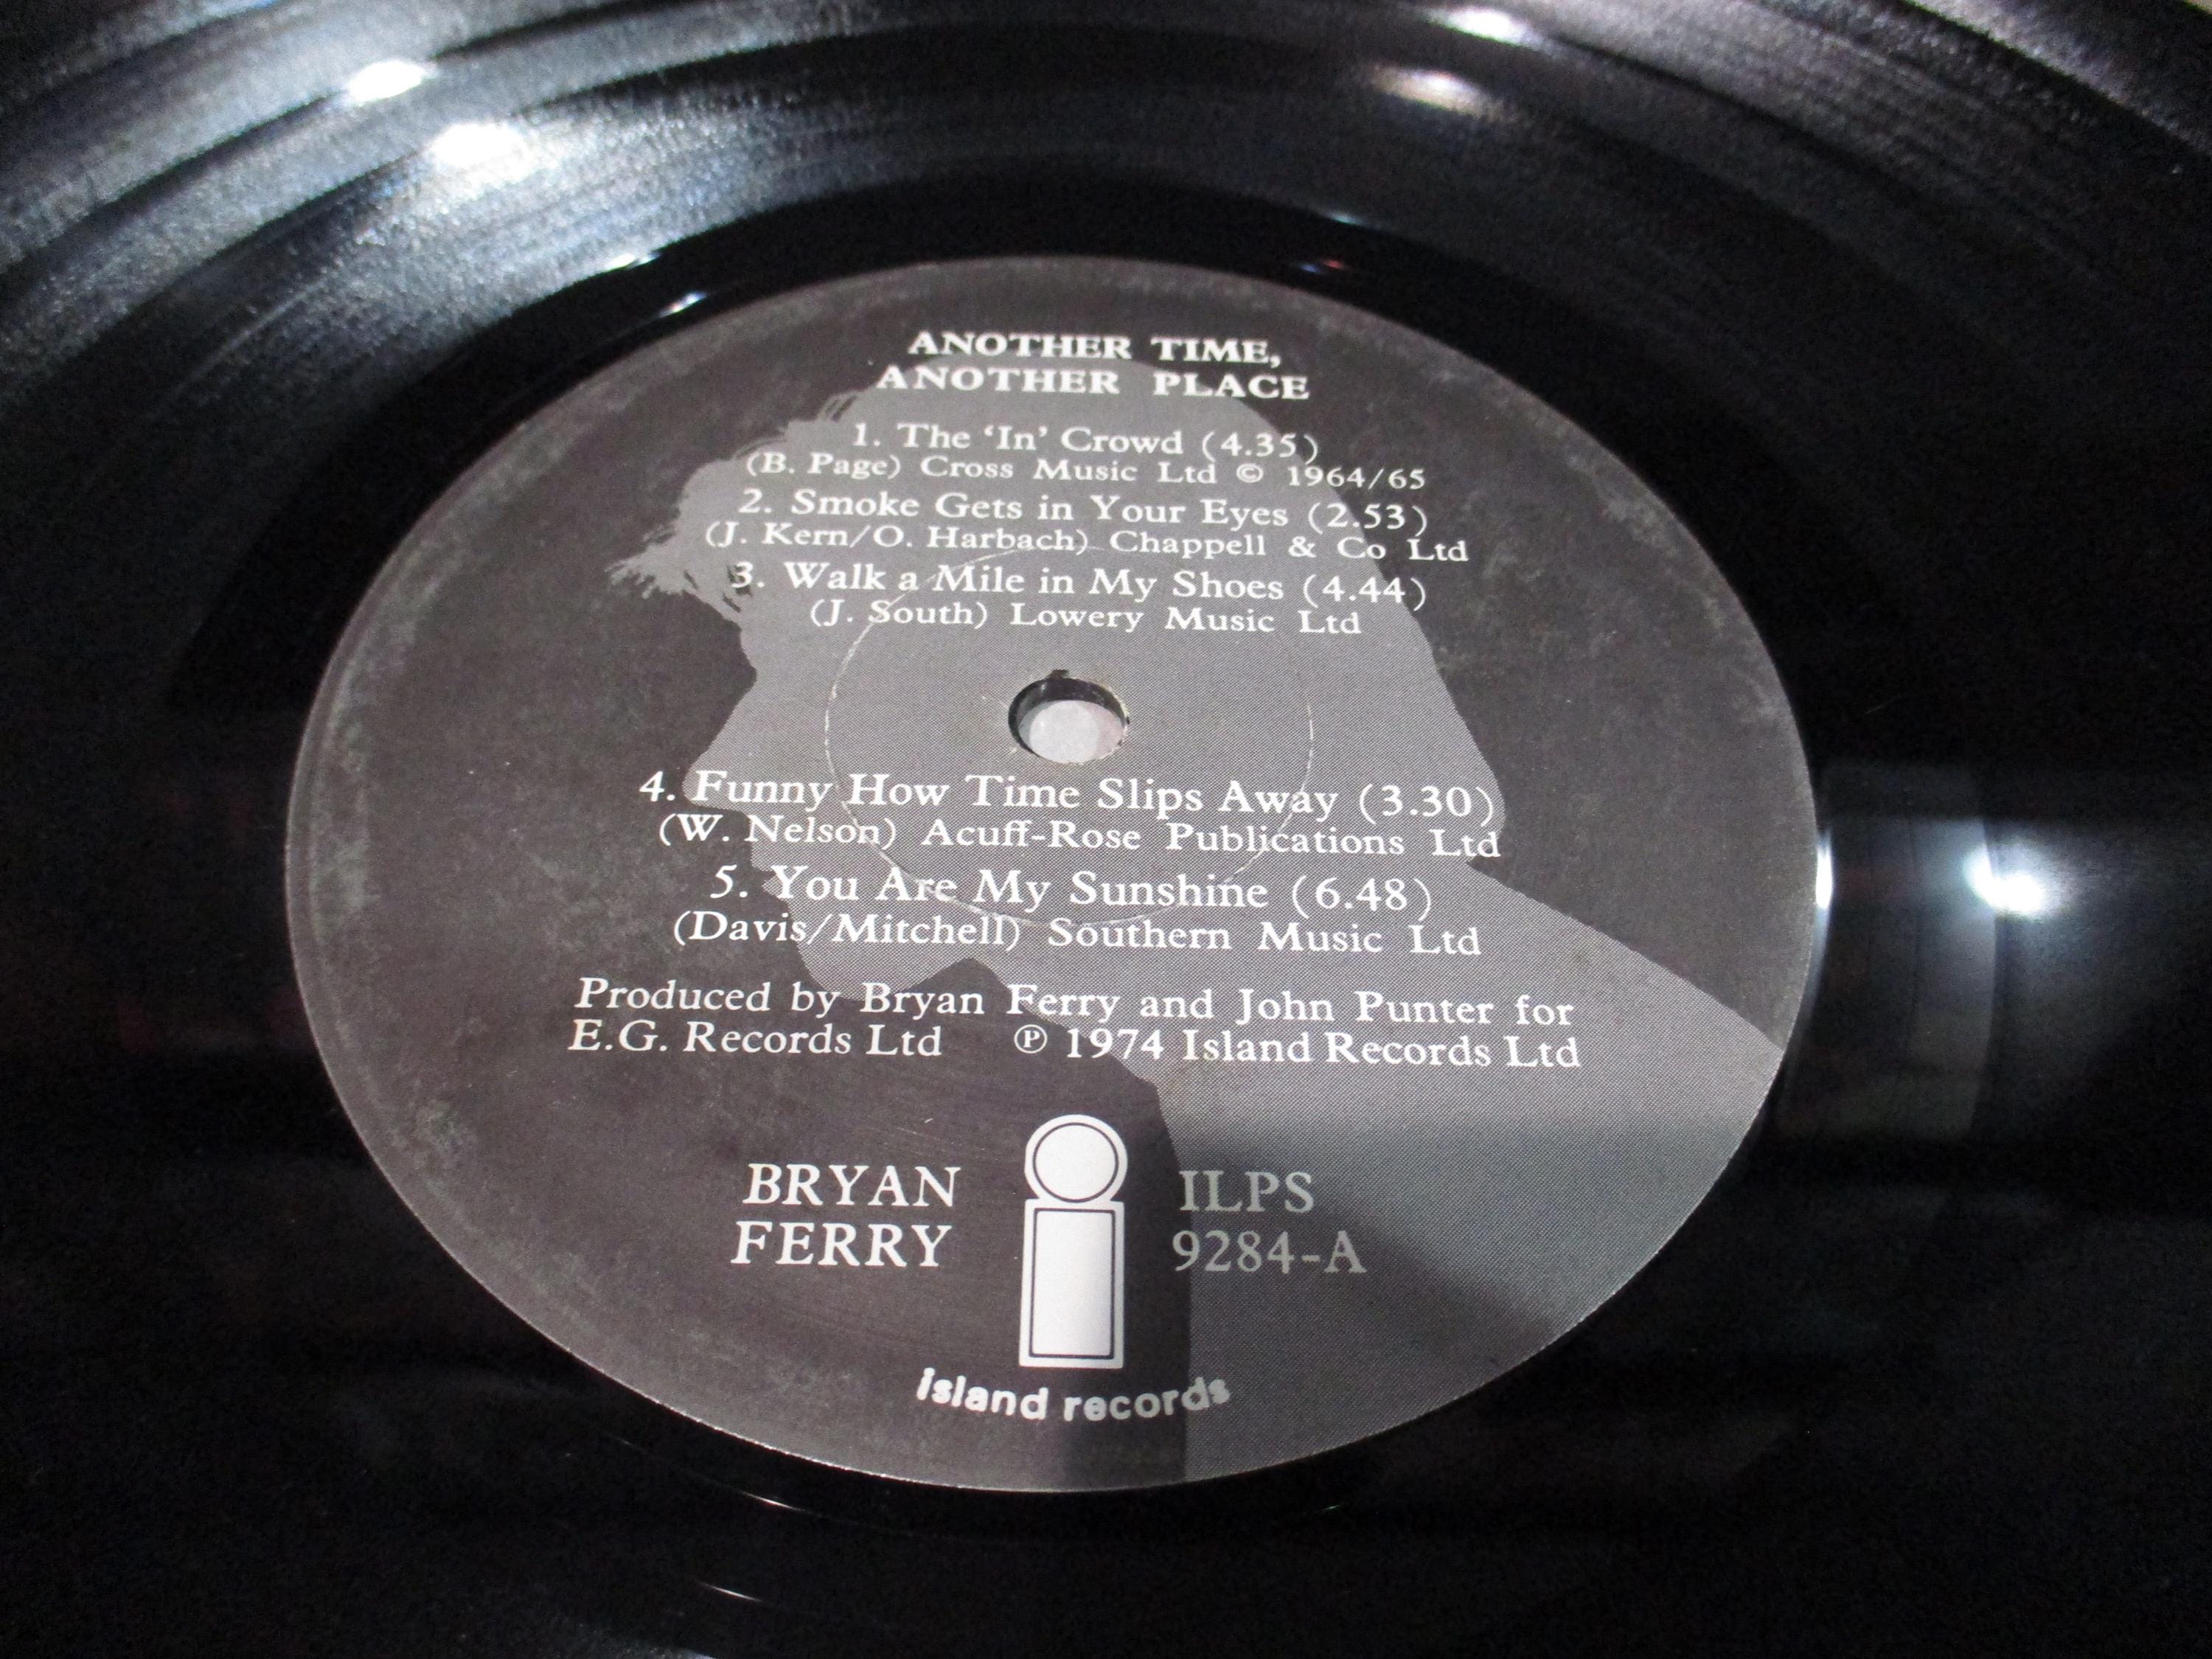 ANOTHER TIME,
ANOTHER PLACE
1. The ‘In’ Crowd (4.35)
(B. Page) Cross Music Ltd © 1964/65
2. Smoke Gets in Your Eyes (2.53)
(J. Kern/O. Harbach) Chappell & Co Ltd
3. Walk a Mile in My Shoes (4.44)
(J. South) Lowery Music Ltd
4. Funny How Time Slips Away (3.30)
(W. Nelson) Acuff-Rose Publications Ltd
5. You Are My Sunshine (6.48)
(Davis/Mitchell) Southern Music Ltd
Produced by Bryan Ferry and John Punter for
E.G. Records Ltd ℗ 1974 Island Records Ltd
BRYAN
FERRY
ILPS
9284-A
island records